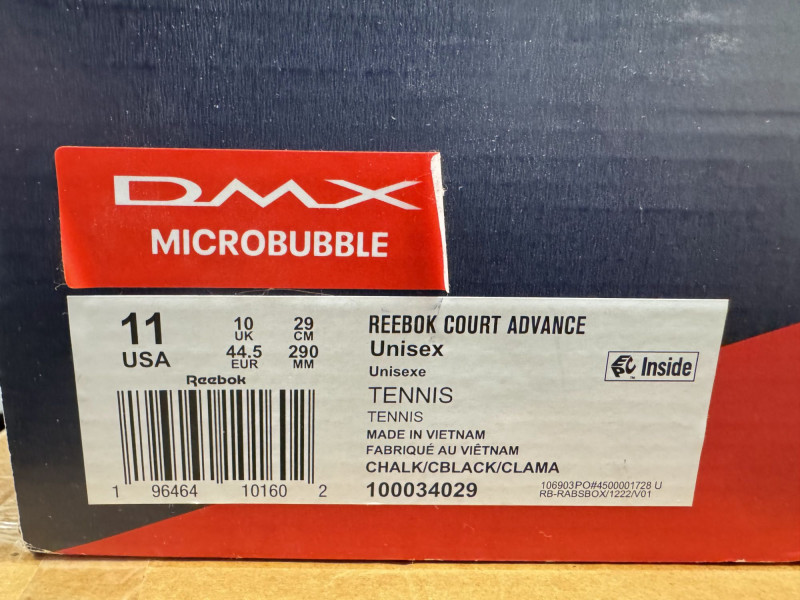 DMX
MICROBUBBLE
11
USA
10
UK
44.5
EUR
29
CM
290
MM
Reebok
1 96464 10160 2
REEBOK COURT ADVANCE
Unisex
Unisexe
TENNIS
TENNIS
MADE IN VIETNAM
FABRIQUÉ AU VIÊTNAM
CHALK/CBLACK/CLAMA
100034029
EPC Inside
TM
106903PO#4500001728 U
RB-RABSBOX/1222/V01